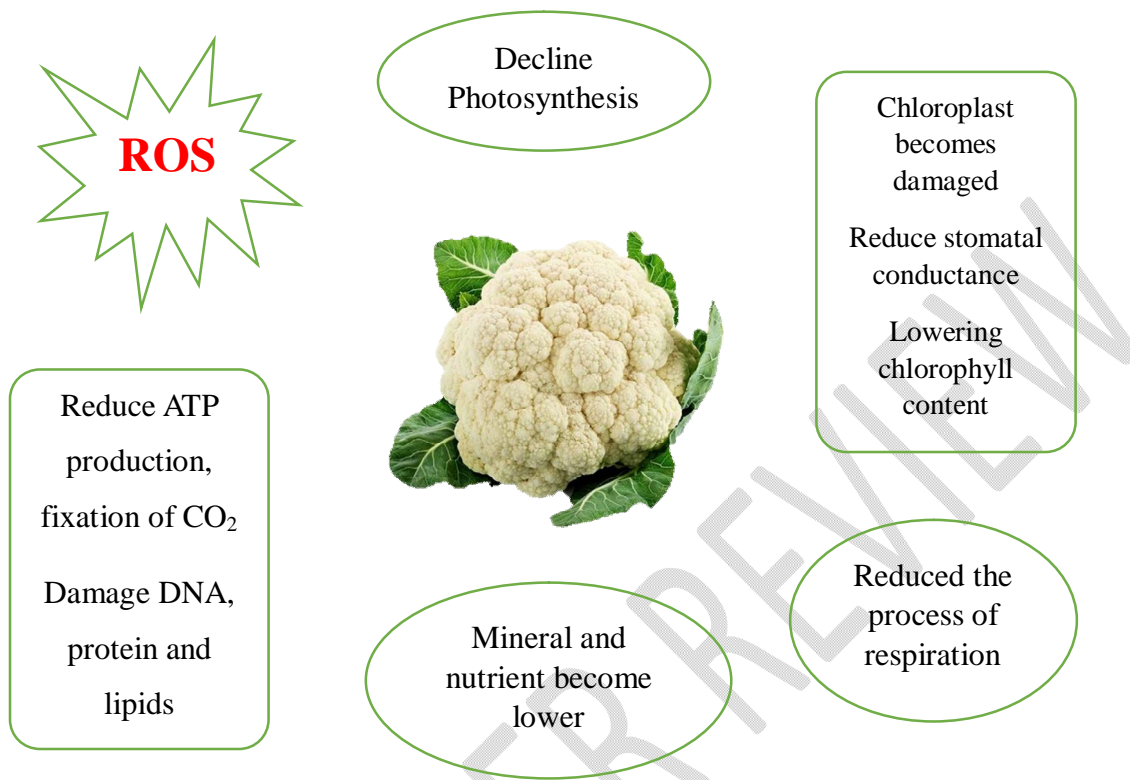 ROS
Decline
Photosynthesis
Chloroplast
becomes
damaged
Reduce stomatal
conductance
Lowering
chlorophyll
content
Reduce ATP
production,
fixation of CO₂
Damage DNA,
protein and
lipids
Mineral and
nutrient become
lower
Reduced the
process of
respiration
ER REVIEW